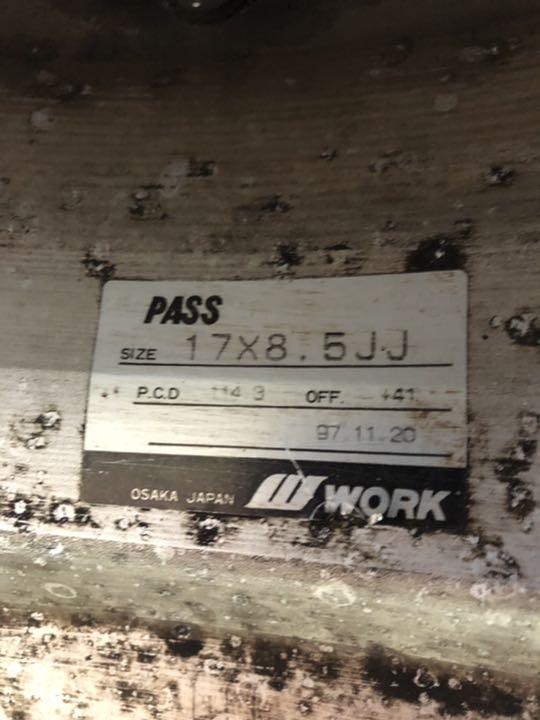 PASS
SIZE 17X8.5JJ
P.C.D 114 3 OFF. +41
97.11.20
OSAKA JAPAN W WORK